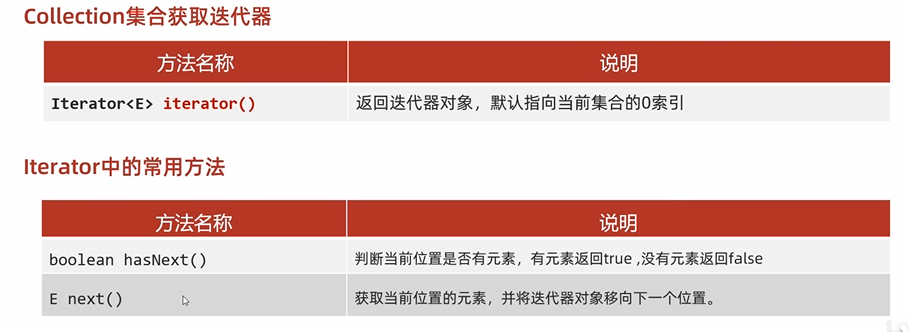 Collection集合获取迭代器
方法名称 说明
Iterator<E> iterator() 返回迭代器对象，默认指向当前集合的0索引
Iterator中的常用方法
方法名称 说明
boolean hasNext() 判断当前位置是否有元素，有元素返回true ,没有元素返回false
E next() 获取当前位置的元素，并将迭代器对象移向下一个位置。